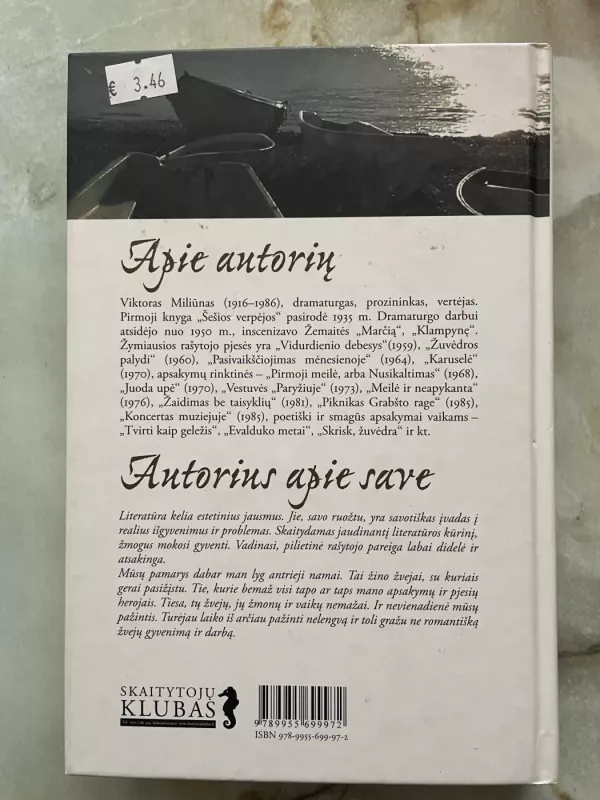 € 3.46
Apie autorių
Viktoras Miliūnas (1916–1986), dramaturgas, prozininkas, vertėjas.
Pirmoji knyga „Šešios verpėjos“ pasirodė 1935 m. Dramaturgo darbui
atsidėjo nuo 1950 m., inscenizavo Žemaitės „Marčią“, „Klampynę“.
Žymiausios rašytojo pjesės yra „Vidurdienio debesys“(1959), „Žuvėdros
palydi“ (1960), „Pasivaikščiojimas mėnesienoje“ (1964), „Karuselė“
(1970), apsakymų rinktinės – „Pirmoji meilė, arba Nusikaltimas“ (1968),
„Juoda upė“ (1970), „Vestuvės „Paryžiuje“ (1973), „Meilė ir neapykanta“
(1976), „Žaidimas be taisyklių“ (1981), „Piknikas Grabšto rage“ (1985),
„Koncertas muziejuje“ (1985), poetiški ir smagūs apsakymai vaikams –
„Tvirti kaip geležis“, „Evalduko metai“, „Skrisk, žuvėdra“ ir kt.
Autorius apie save
Literatūra kelia estetinius jausmus. Jie, savo ruožtu, yra savotiškas įvadas į
realius išgyvenimus ir problemas. Skaitydamas jaudinantį literatūros kūrinį,
žmogus mokosi gyventi. Vadinasi, pilietinė rašytojo pareiga labai didelė ir
atsakinga.
Mūsų pamarys dabar man lyg antrieji namai. Tai žino žvejai, su kuriais
gerai pasižįstu. Tie, kurie bemaž visi tapo ar taps mano apsakymų ir pjesių
herojais. Tiesa, tų žvejų, jų žmonų ir vaikų nemažai. Ir nevienadienė mūsų
pažintis. Turėjau laiko iš arčiau pažinti nelengvą ir toli gražu ne romantišką
žvejų gyvenimą ir darbą.
SKAITYTOJŲ
KLUBAS
9 789955 699972
ISBN 978-9955-699-97-2